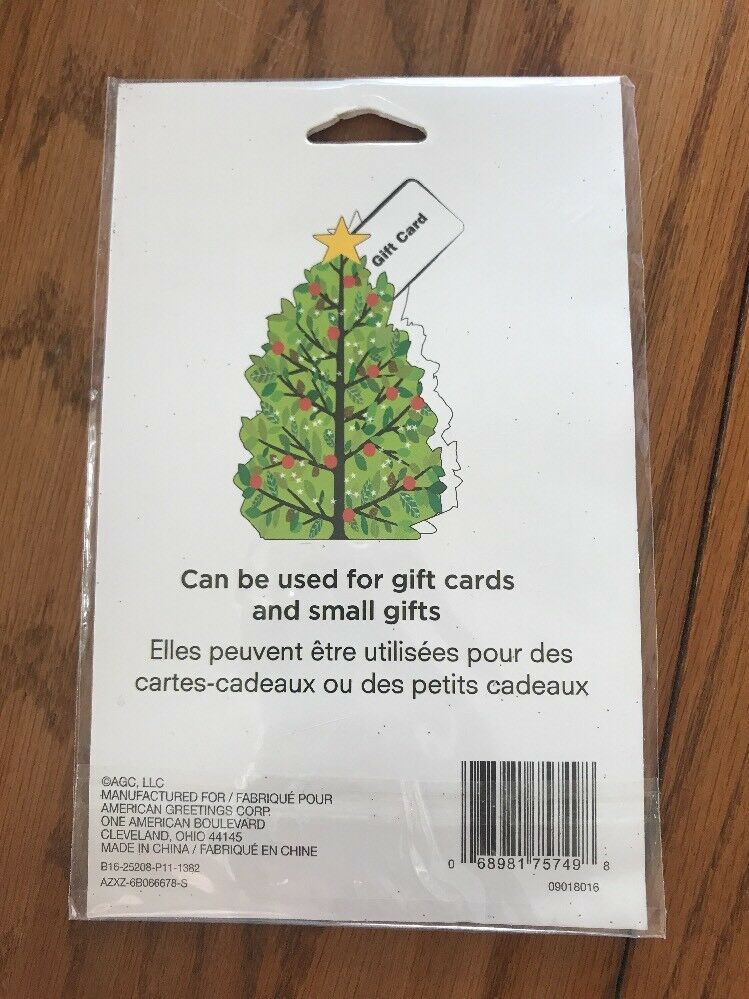 Gift Card
Can be used for gift cards
and small gifts
Elles peuvent être utilisées pour des
cartes-cadeaux ou des petits cadeaux
©AGC, LLC
MANUFACTURED FOR / FABRIQUÉ POUR
AMERICAN GREETINGS CORP.
ONE AMERICAN BOULEVARD
CLEVELAND, OHIO 44145
MADE IN CHINA / FABRIQUÉ EN CHINE
B16-25208-P11-1382
AZXZ-6B066678-S
0 68981 75749 8
09018016